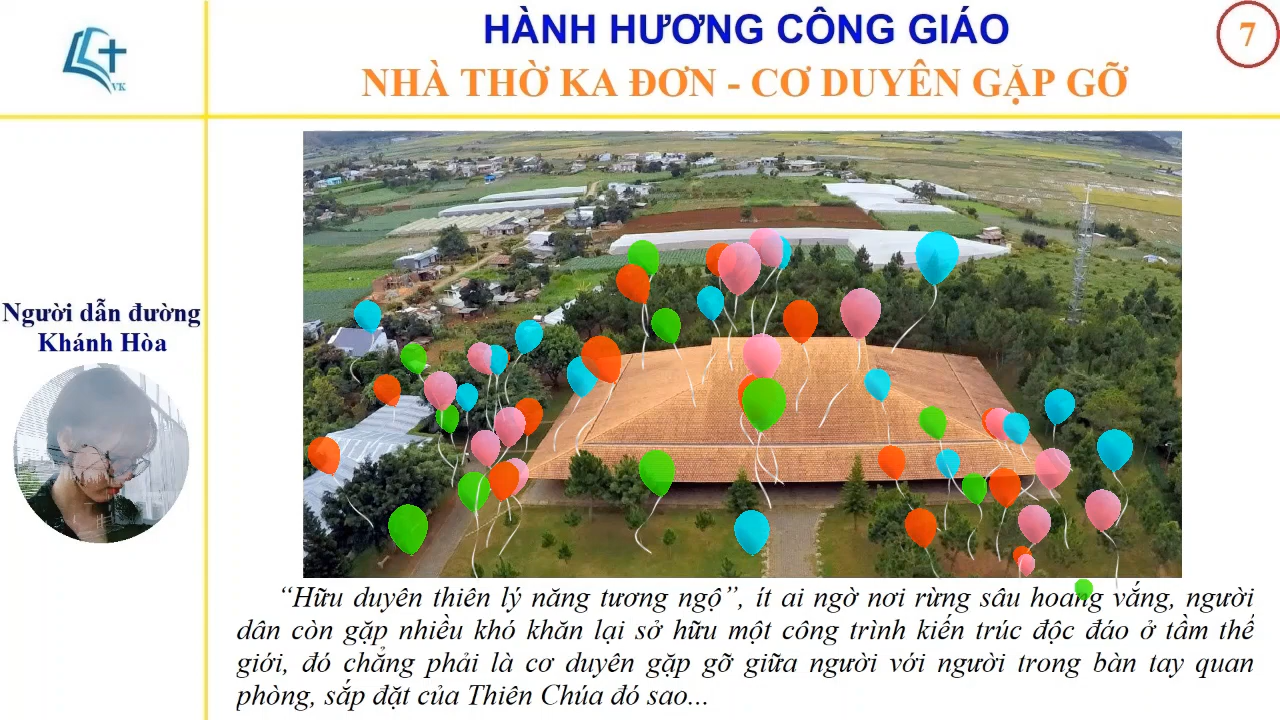 HÀNH HƯƠNG CÔNG GIÁO
7
NHÀ THỜ KA ĐƠN - CƠ DUYÊN GẶP GỠ
VK
Người dẫn đường
Khánh Hòa
“Hữu duyên thiên lý năng tương ngộ”, ít ai ngờ nơi rừng sâu hoang vắng, người
dân còn gặp nhiều khó khăn lại sở hữu một công trình kiến trúc độc đáo ở tầm thế
giới, đó chẳng phải là cơ duyên gặp gỡ giữa người với người trong bàn tay quan
phòng, sắp đặt của Thiên Chúa đó sao...